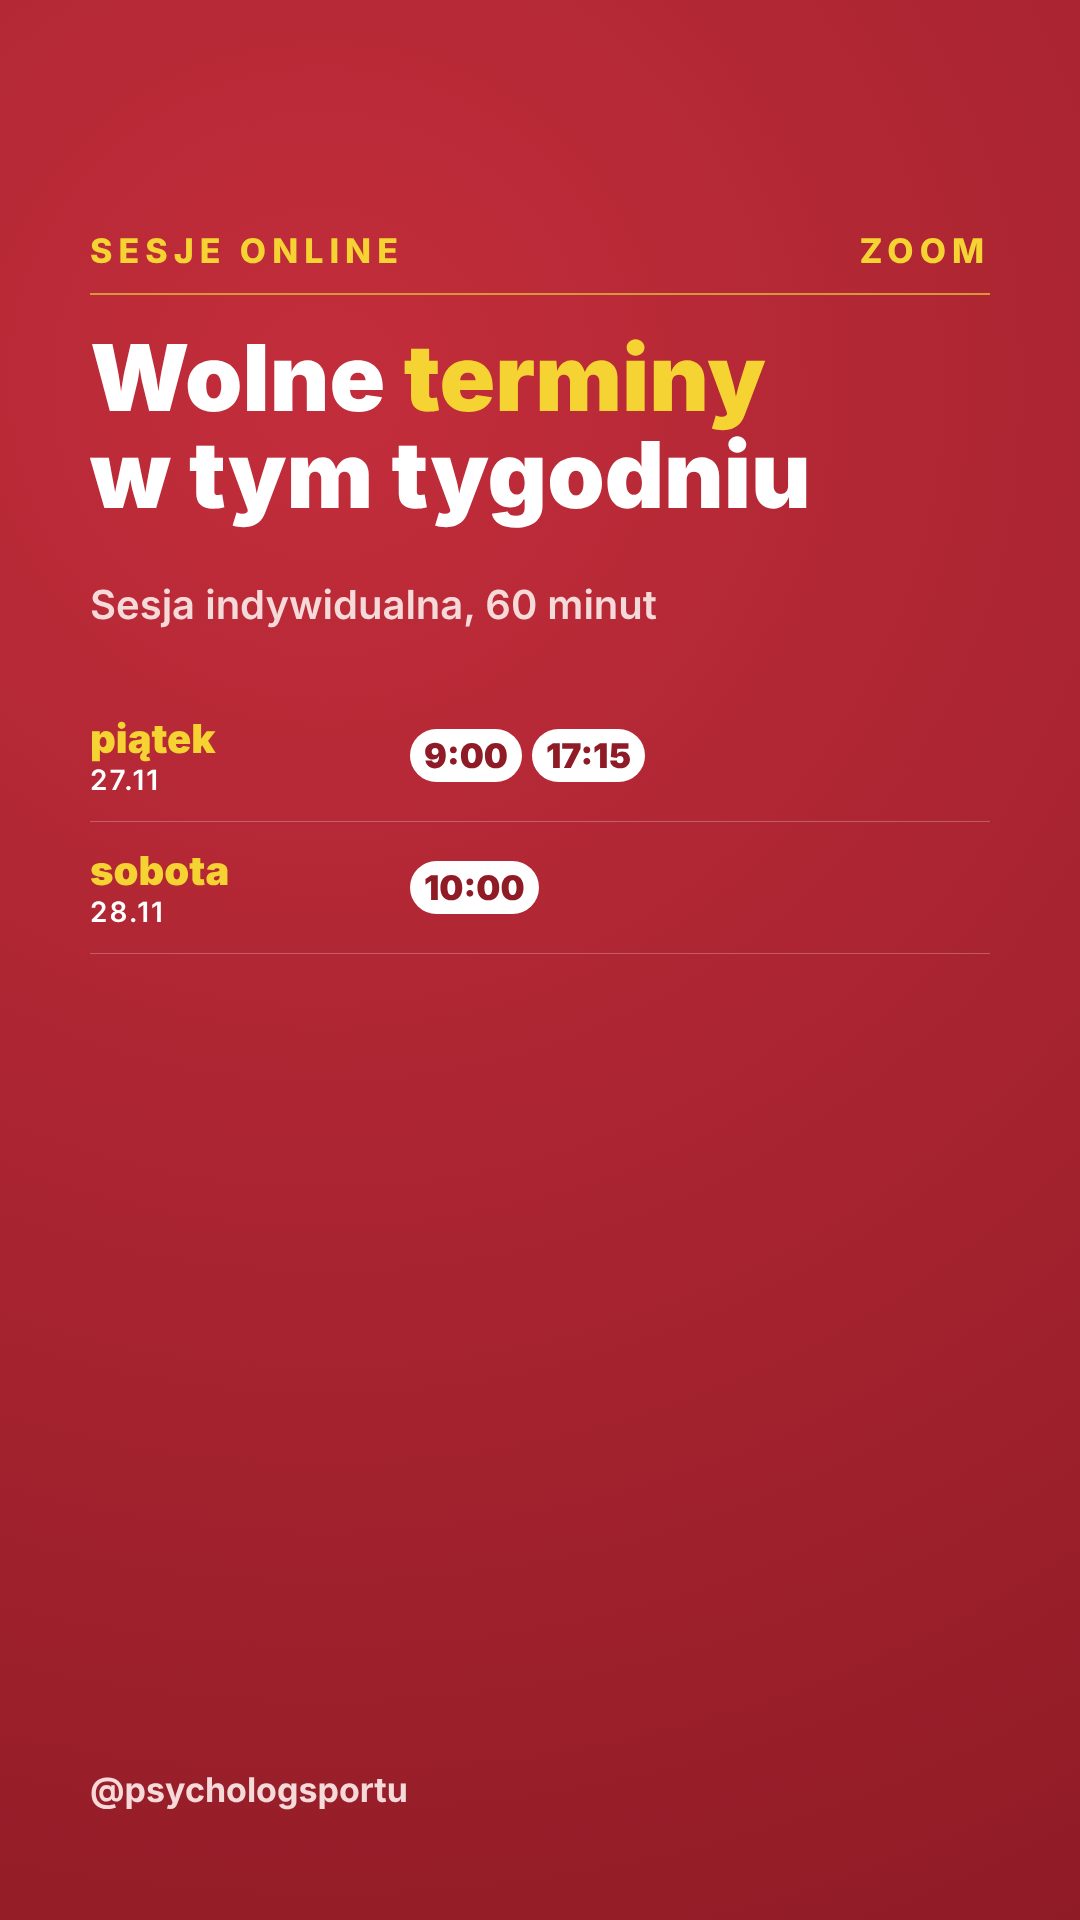 SESJE ONLINE ZOOM
Wolne terminy
w tym tygodniu
Sesja indywidualna, 60 minut
piątek
27.11
9:00 17:15
sobota
28.11
10:00
@psychologsportu